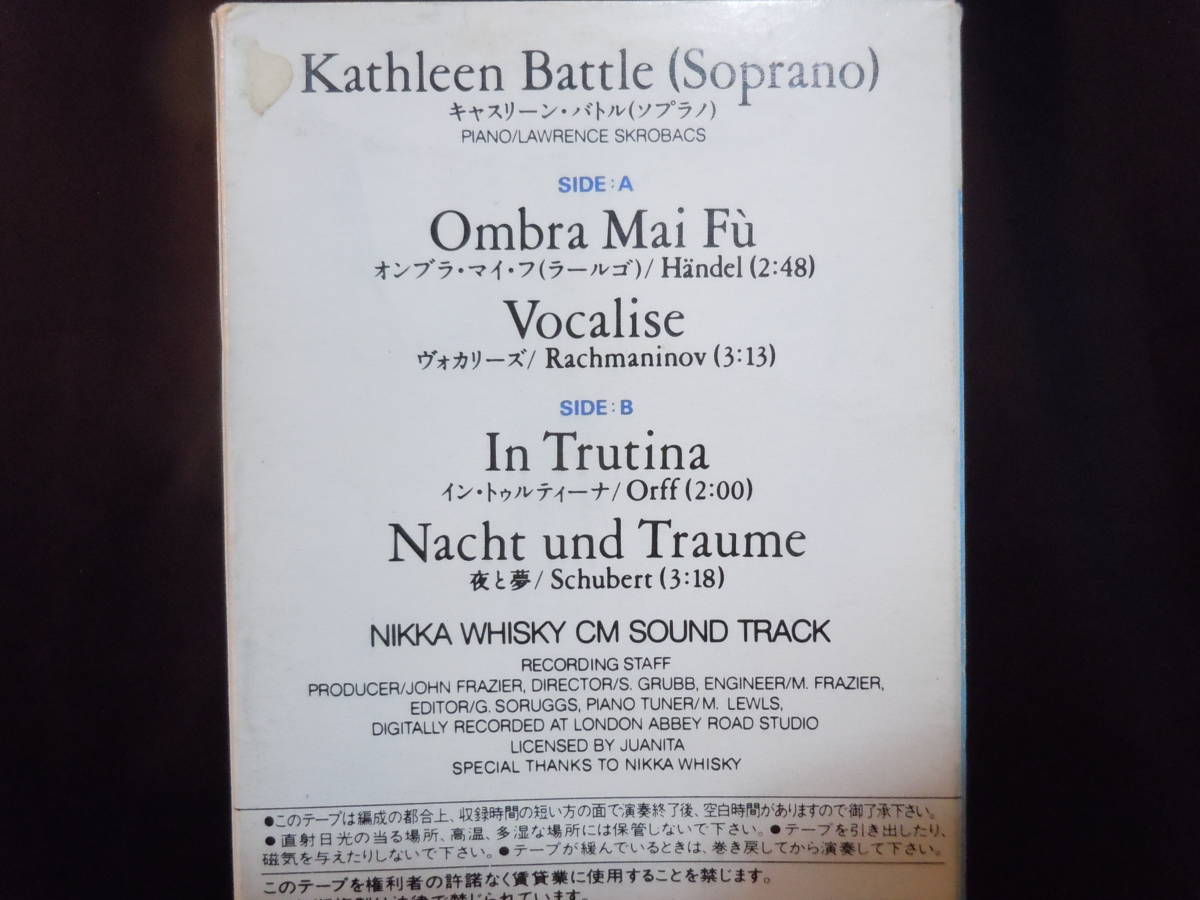 Kathleen Battle (Soprano)
キャスリーン・バトル(ソプラノ)
PIANO/LAWRENCE SKROBACS
SIDE:A
Ombra Mai Fù
オンブラ・マイ・フ(ラールゴ)/ Händel (2:48)
Vocalise
ヴォカリーズ/ Rachmaninov (3:13)
SIDE:B
In Trutina
イン・トゥルティーナ/ Orff (2:00)
Nacht und Traume
夜と夢/ Schubert (3:18)
NIKKA WHISKY CM SOUND TRACK
RECORDING STAFF
PRODUCER/JOHN FRAZIER, DIRECTOR/S. GRUBB, ENGINEER/M. FRAZIER,
EDITOR/G. SORUGGS, PIANO TUNER/M. LEWLS,
DIGITALLY RECORDED AT LONDON ABBEY ROAD STUDIO
LICENSED BY JUANITA
SPECIAL THANKS TO NIKKA WHISKY
●このテープは編成の都合上、収録時間の短い方の面で演奏終了後、空白時間がありますので御了承下さい。
●直射日光の当る場所、高温、多湿な場所には保管しないで下さい。●テープを引き出したり、
磁気を与えたりしないで下さい。●テープが緩んでいるときは、巻き戻してから演奏して下さい。
このテープを権利者の許諾なく賃貸業に使用することを禁じます。
法律で禁じられています。